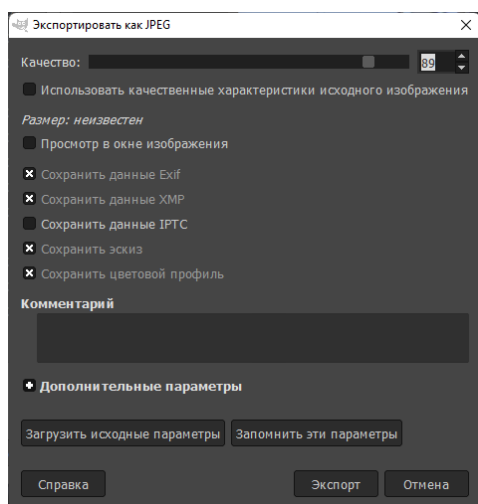 Экспортировать как JPEG
Качество: 89
Использовать качественные характеристики исходного изображения
Размер: неизвестен
Просмотр в окне изображения
Сохранить данные Exif
Сохранить данные XMP
Сохранить данные IPTC
Сохранить эскиз
Сохранить цветовой профиль
Комментарий
Дополнительные параметры
Загрузить исходные параметры Запомнить эти параметры
Справка Экспорт Отмена